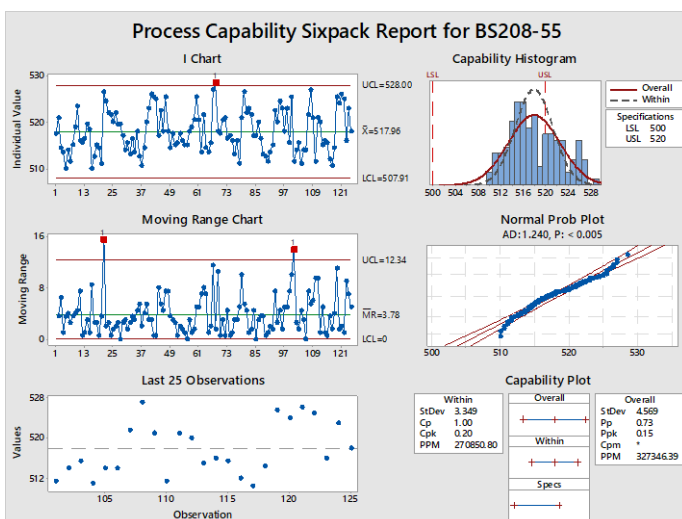 Process Capability Sixpack Report for BS208-55
I Chart
Individual Value
530
520
510
1
UCL=528.00
X̄=517.96
LCL=507.91
1 13 25 37 49 61 73 85 97 109 121
Capability Histogram
LSL USL
Overall
Within
Specifications
LSL 500
USL 520
500 504 508 512 516 520 524 528
Moving Range Chart
Moving Range
16
8
0
1
1
UCL=12.34
M̅R̅=3.78
LCL=0
1 13 25 37 49 61 73 85 97 109 121
Normal Prob Plot
AD:1.240, P: < 0.005
500 510 520 530
Last 25 Observations
Values
528
520
512
105 110 115 120 125
Observation
Capability Plot
Within
StDev 3.349
Cp 1.00
Cpk 0.20
PPM 270850.80
Overall
Within
Specs
Overall
StDev 4.569
Pp 0.73
Ppk 0.15
Cpm *
PPM 327346.39